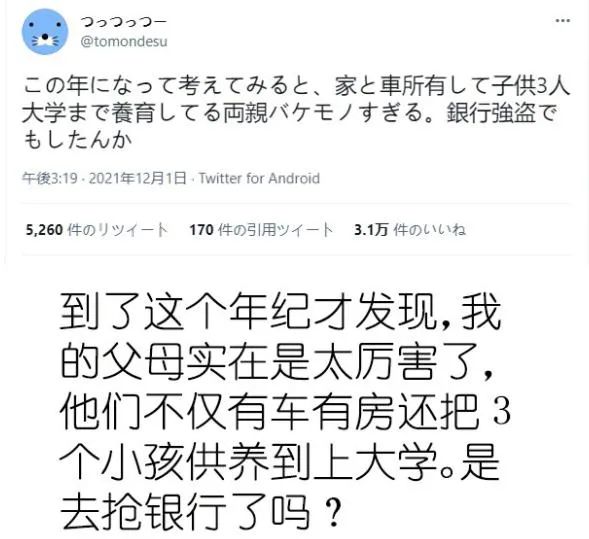 つっつっつー
@tomondesu
この年になって考えてみると、家と車所有して子供3人
大学まで養育してる両親バケモノすぎる。銀行強盗で
もしたんか
午後3:19 · 2021年12月1日 · Twitter for Android
5,260 件のリツイート 170 件の引用ツイート 3.1万 件のいいね
到了这个年纪才发现，我
的父母实在是太厉害了，
他们不仅有车有房还把 3
个小孩供养到上大学。是
去抢银行了吗？